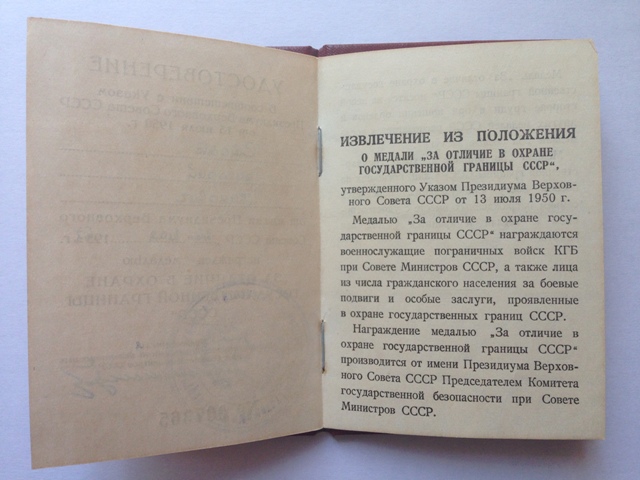 ИЗВЛЕЧЕНИЕ ИЗ ПОЛОЖЕНИЯ
О МЕДАЛИ „ЗА ОТЛИЧИЕ В ОХРАНЕ
ГОСУДАРСТВЕННОЙ ГРАНИЦЫ СССР“,
утвержденного Указом Президиума Верхов-
ного Совета СССР от 13 июля 1950 г.
Медалью „За отличие в охране госу-
дарственной границы СССР“ награждаются
военнослужащие пограничных войск КГБ
при Совете Министров СССР, а также лица
из числа гражданского населения за боевые
подвиги и особые заслуги, проявленные
в охране государственных границ СССР.
Награждение медалью „За отличие в
охране государственной границы СССР“
производится от имени Президиума Верхов-
ного Совета СССР Председателем Комитета
государственной безопасности при Совете
Министров СССР.